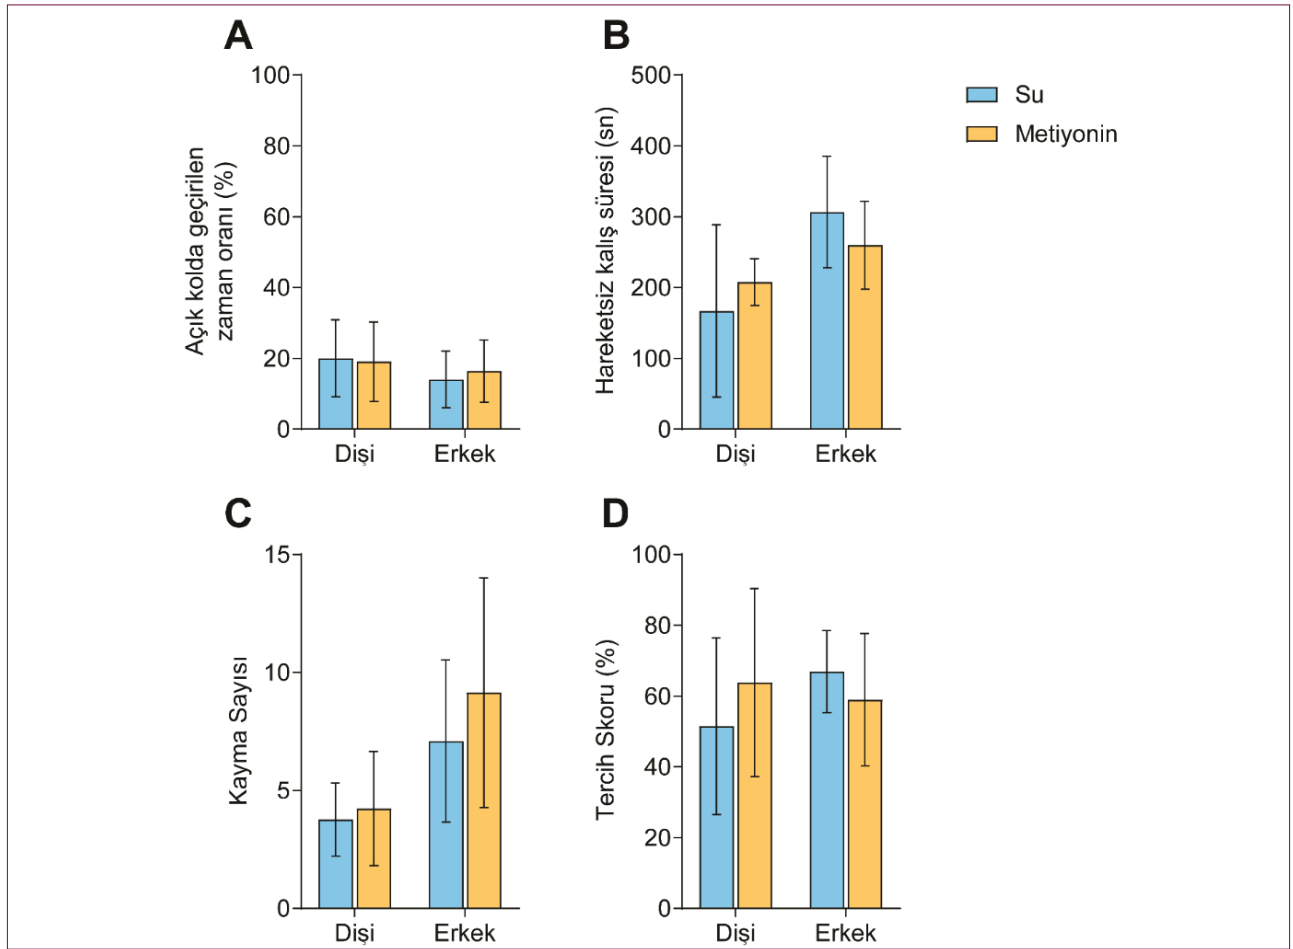 A
Açık kolda geçirilen
zaman oranı (%)
100
80
60
40
20
0
Dişi
Erkek
B
Hareketsiz kalış süresi (sn)
500
400
300
200
100
0
Dişi
Erkek
Su
Metiyonin
C
Kayma Sayısı
15
10
5
0
Dişi
Erkek
D
Tercih Skoru (%)
100
80
60
40
20
0
Dişi
Erkek